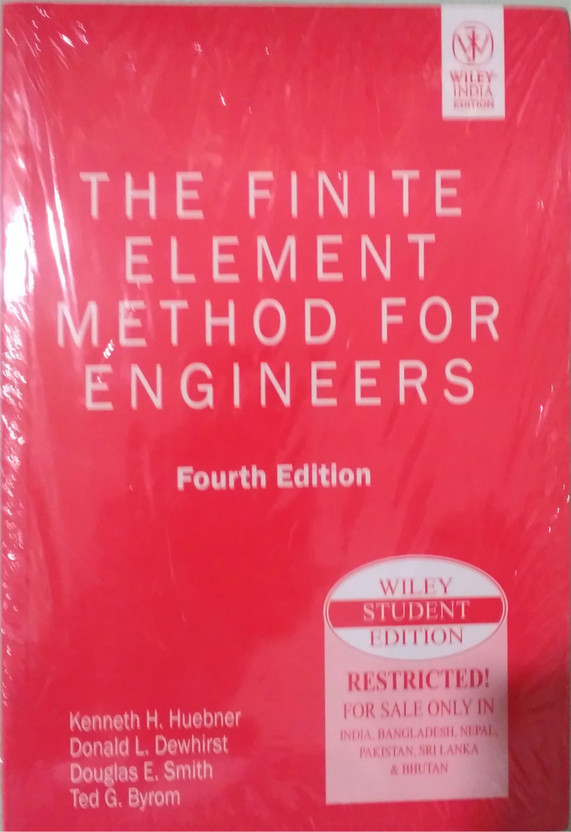 WILEY
INDIA
EDITION
THE FINITE
ELEMENT
METHOD FOR
ENGINEERS
Fourth Edition
WILEY
STUDENT
EDITION
RESTRICTED!
FOR SALE ONLY IN
INDIA, BANGLADESH, NEPAL,
PAKISTAN, SRI LANKA
& BHUTAN
Kenneth H. Huebner
Donald L. Dewhirst
Douglas E. Smith
Ted G. Byrom